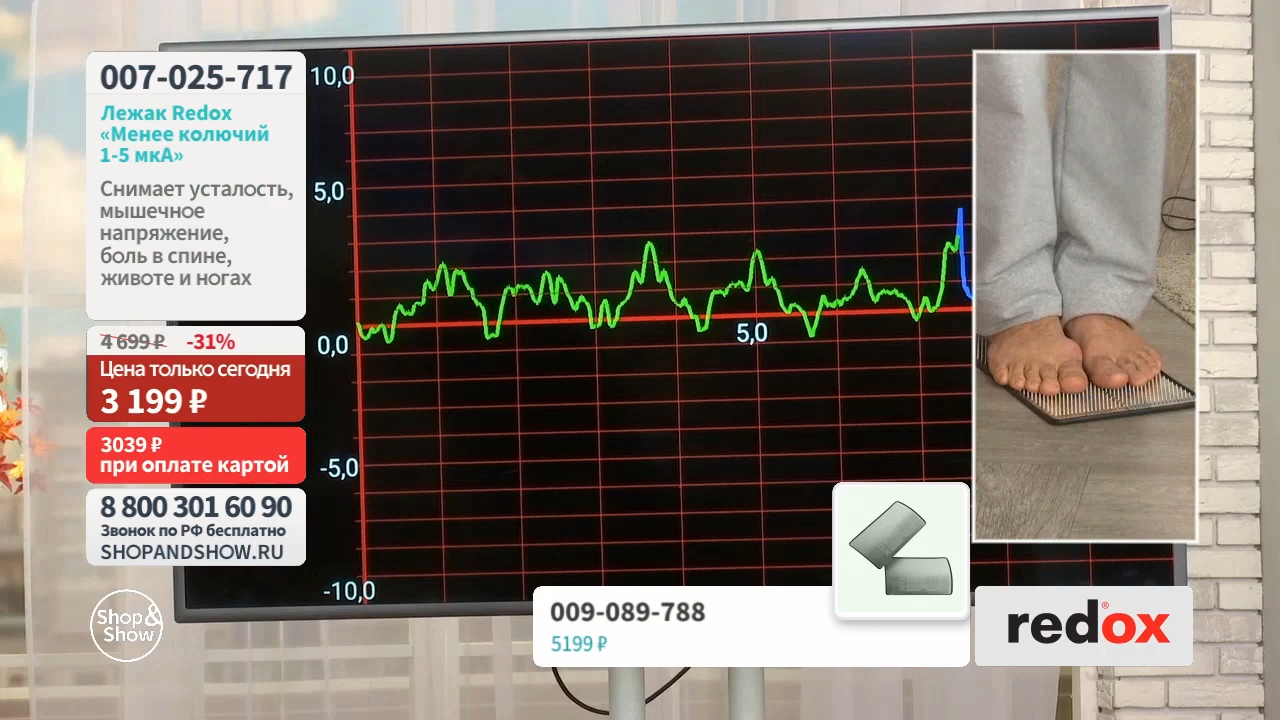 007-025-717
Лежак Redox
«Менее колючий
1-5 мкА»
Снимает усталость,
мышечное
напряжение,
боль в спине,
животе и ногах
4 699 ₽ -31%
Цена только сегодня
3 199 ₽
3039 ₽
при оплате картой
8 800 301 60 90
Звонок по РФ бесплатно
SHOPANDSHOW.RU
Shop&
Show
10,0
5,0
0,0
5,0
-5,0
-10,0
009-089-788
5199 ₽
redox®